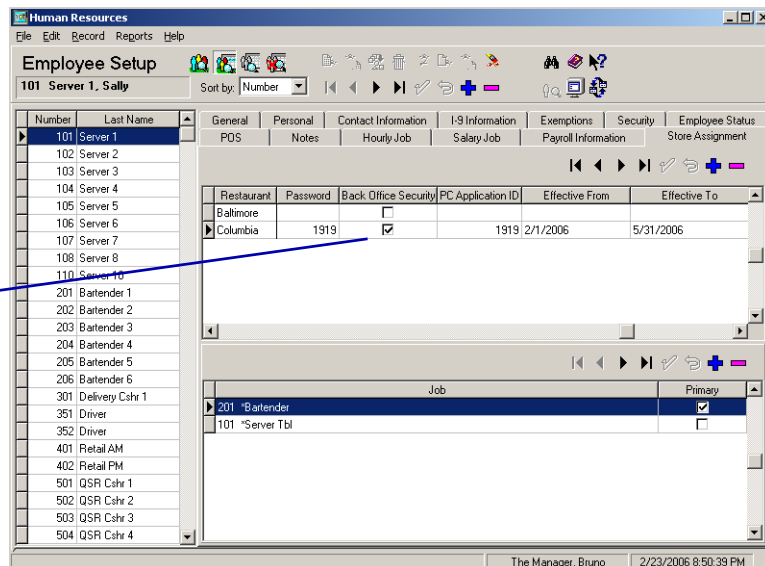 Human Resources
File Edit Record Reports Help
Employee Setup
101 Server 1, Sally
Sort by: Number
Number Last Name
101 Server 1
102 Server 2
103 Server 3
104 Server 4
105 Server 5
106 Server 6
107 Server 7
108 Server 8
110 Server 10
201 Bartender 1
202 Bartender 2
203 Bartender 3
204 Bartender 4
205 Bartender 5
206 Bartender 6
301 Delivery Cshr 1
351 Driver
352 Driver
401 Retail AM
402 Retail PM
501 QSR Cshr 1
502 QSR Cshr 2
503 QSR Cshr 3
504 QSR Cshr 4
General Personal Contact Information I-9 Information Exemptions Security Employee Status
POS Notes Hourly Job Salary Job Payroll Information Store Assignment
Restaurant Password Back Office Security PC Application ID Effective From Effective To
Baltimore
Columbia 1919 1919 2/1/2006 5/31/2006
Job Primary
201 *Bartender
101 *Server Tbl
The Manager, Bruno 2/23/2006 8:50:39 PM